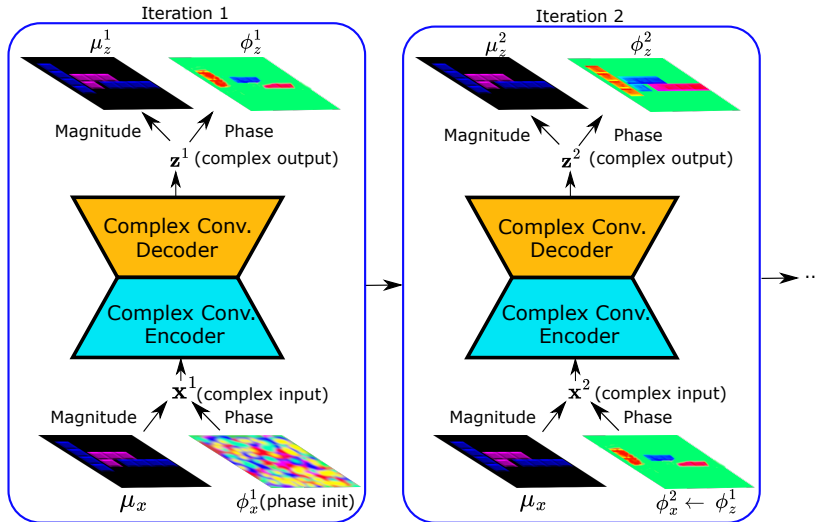 Iteration 1
μ_z^1
ϕ_z^1
Magnitude
Phase
z^1 (complex output)
Complex Conv.
Decoder
Complex Conv.
Encoder
x^1 (complex input)
Magnitude
Phase
μ_x
ϕ_x^1 (phase init)
Iteration 2
μ_z^2
ϕ_z^2
Magnitude
Phase
z^2 (complex output)
Complex Conv.
Decoder
Complex Conv.
Encoder
x^2 (complex input)
Magnitude
Phase
μ_x
ϕ_x^2 ← ϕ_z^1
..